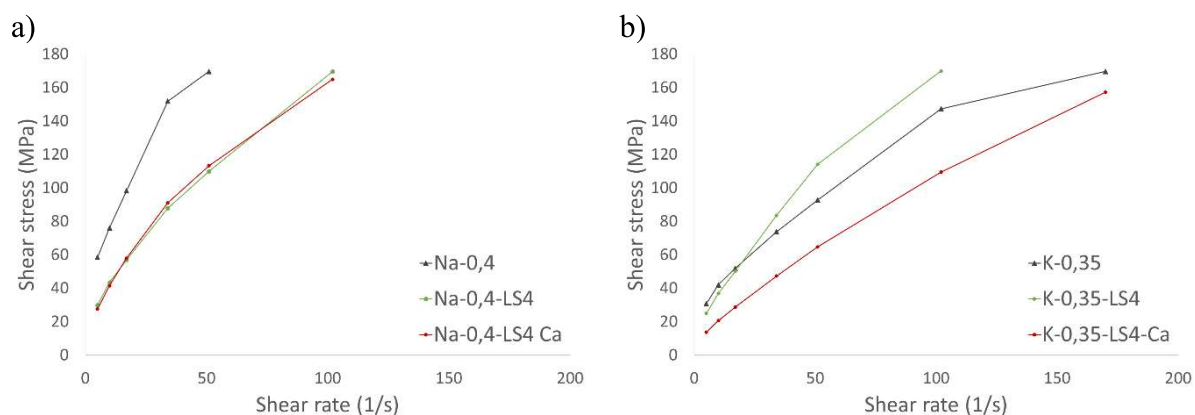 a)
180
160
140
120
100
80
60
40
20
0
Shear stress (MPa)
0 50 100 150 200
Shear rate (1/s)
Na-0,4
Na-0,4-LS4
Na-0,4-LS4 Ca
b)
180
160
140
120
100
80
60
40
20
0
Shear stress (MPa)
0 50 100 150 200
Shear rate (1/s)
K-0,35
K-0,35-LS4
K-0,35-LS4-Ca